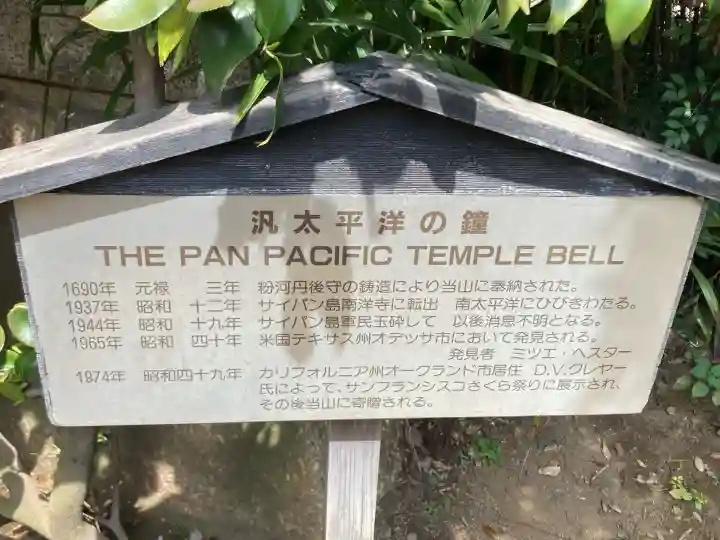 汎太平洋の鐘
THE PAN PACIFIC TEMPLE BELL
1690年 元禄 三年 粉河丹後守の鋳造により当山に奉納された。
1937年 昭和 十二年 サイパン島南洋寺に転出 南太平洋にひびきわたる。
1944年 昭和 十九年 サイパン島軍民玉砕して 以後消息不明となる。
1965年 昭和 四十年 米国テキサス州オデッサ市において発見される。
発見者 ミツエ・ヘスター
1974年 昭和四十九年 カリフォルニア州オークランド市居住 D.V.クレヤー
氏によって、サンフランシスコさくら祭りに展示され、
その後当山に寄贈される。